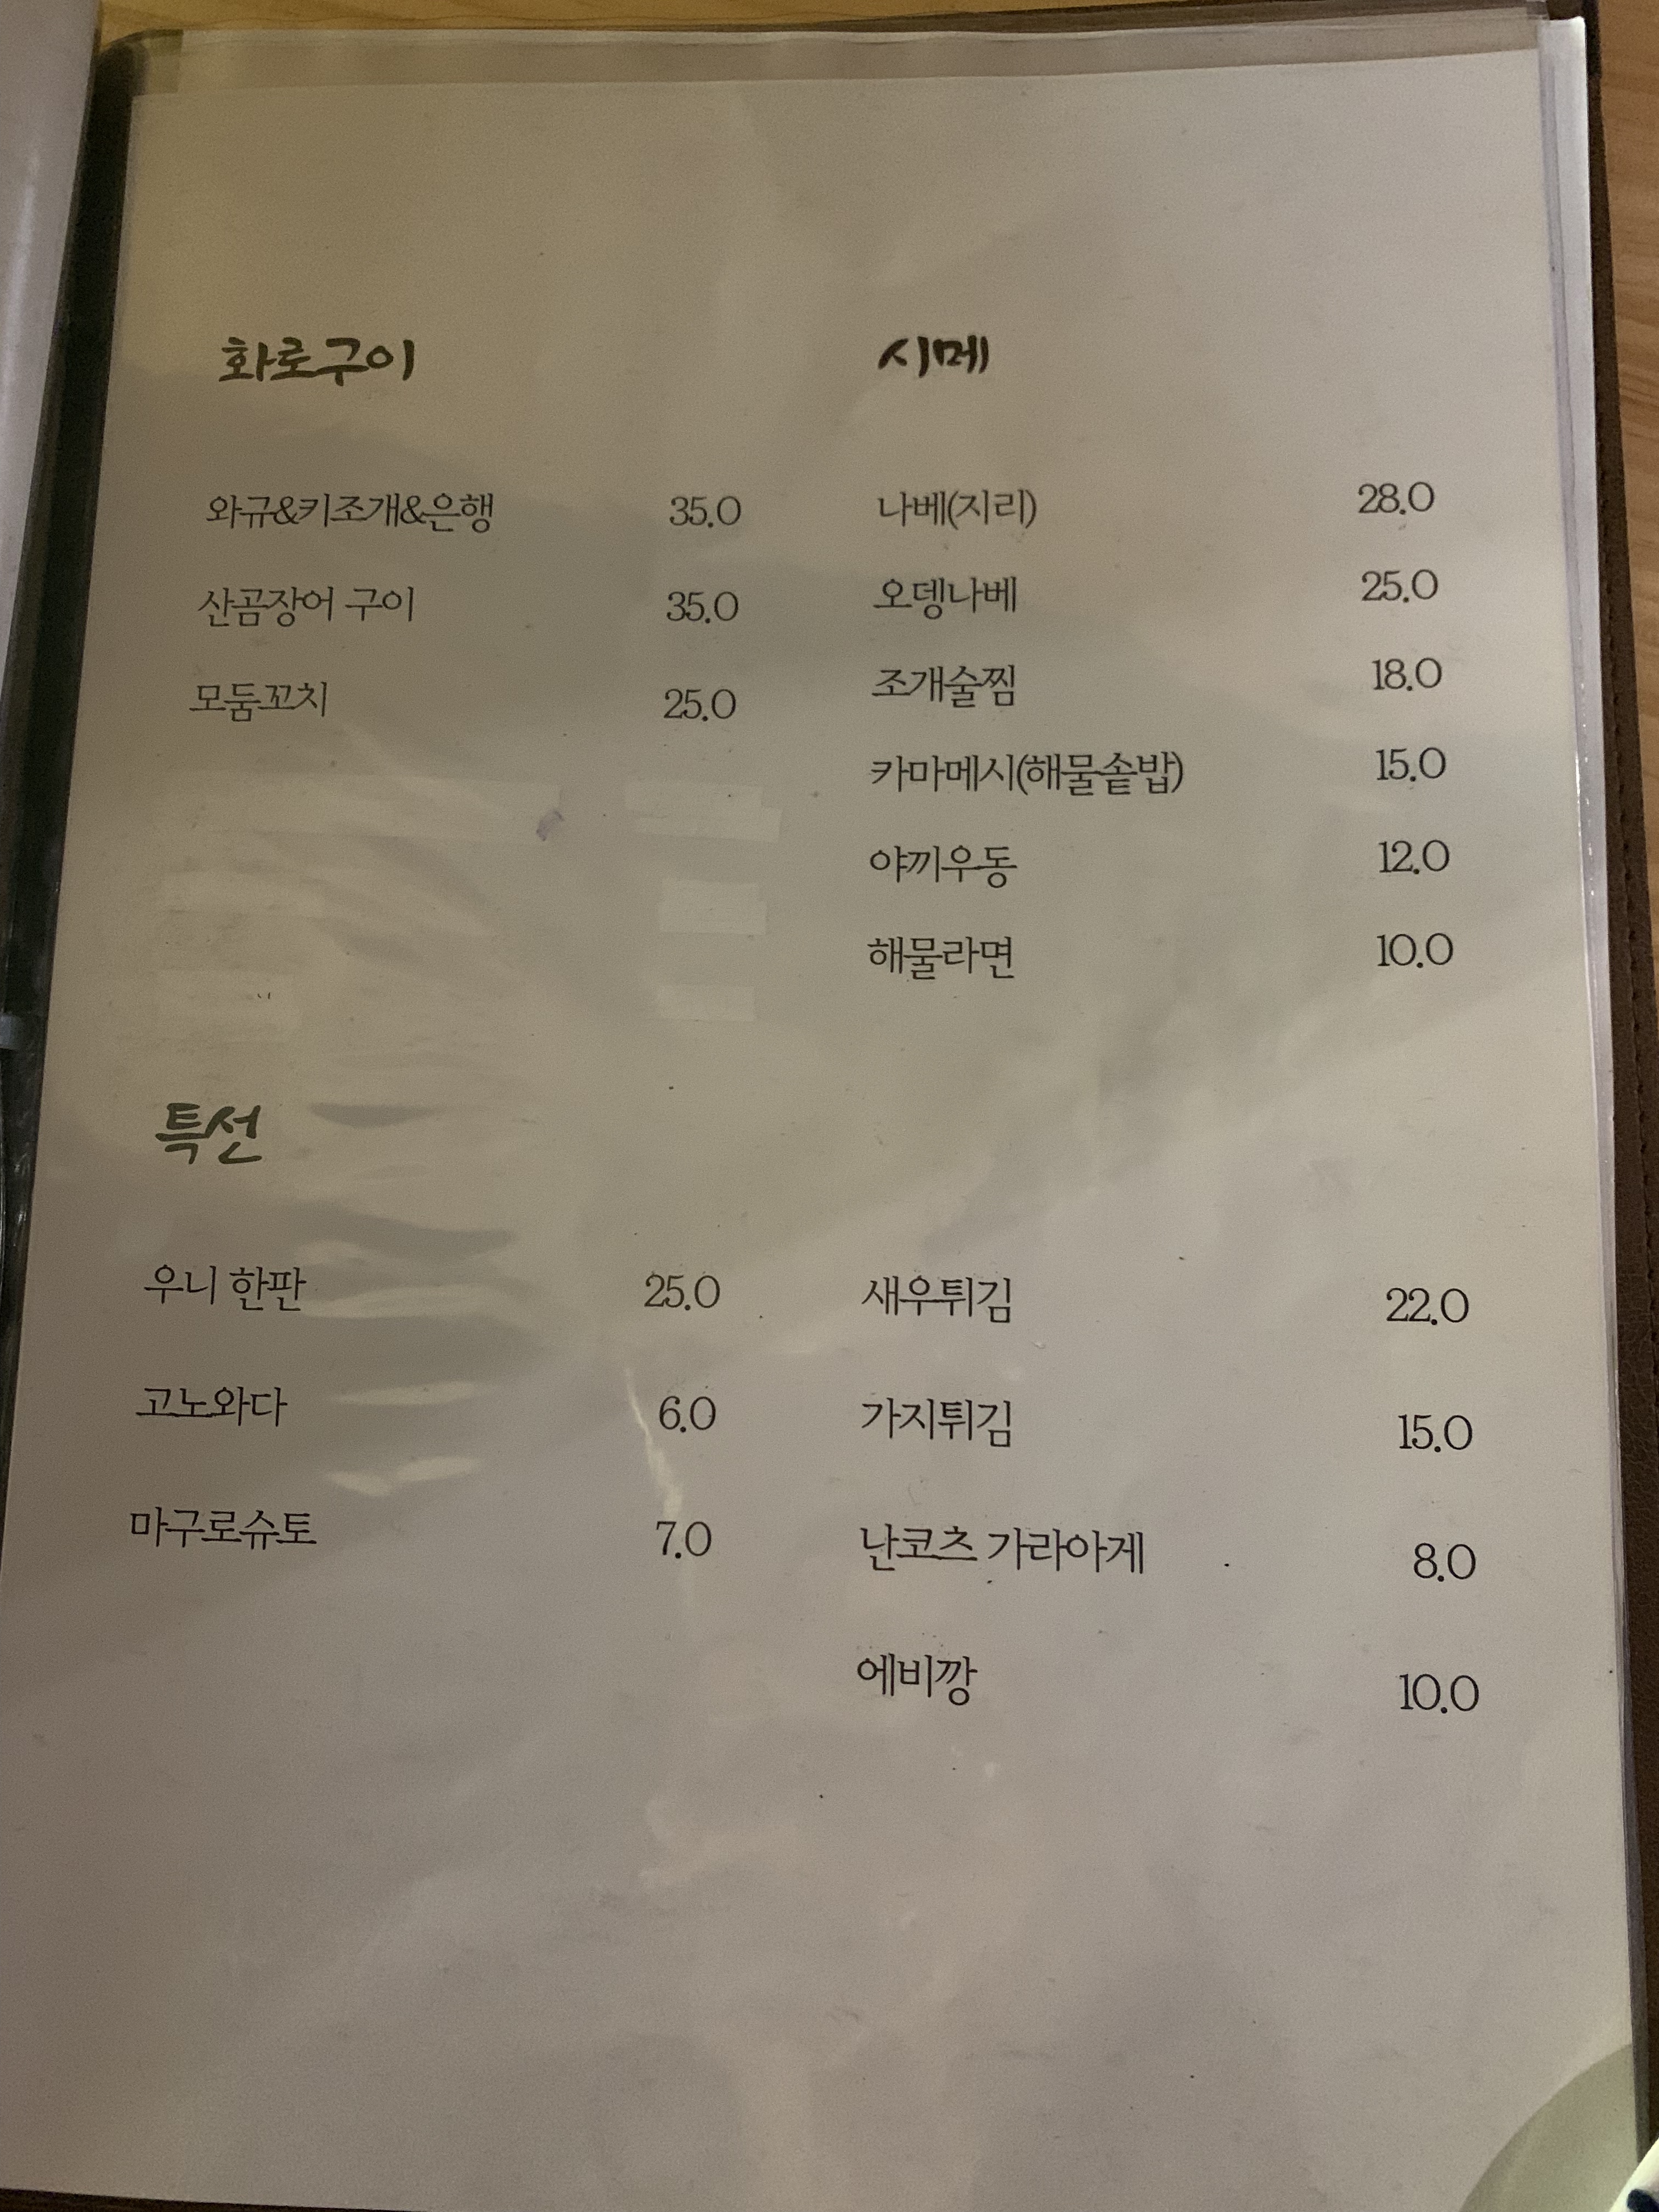 화로구이
와규&키조개&은행 35.0
산곰장어 구이 35.0
모둠꼬치 25.0
시메
나베(지리) 28.0
오뎅나베 25.0
조개술찜 18.0
카마메시(해물솥밥) 15.0
야끼우동 12.0
해물라면 10.0
특선
우니 한판 25.0
고노와다 6.0
마구로슈토 7.0
새우튀김 22.0
가지튀김 15.0
난코츠 가라아게 8.0
에비깡 10.0